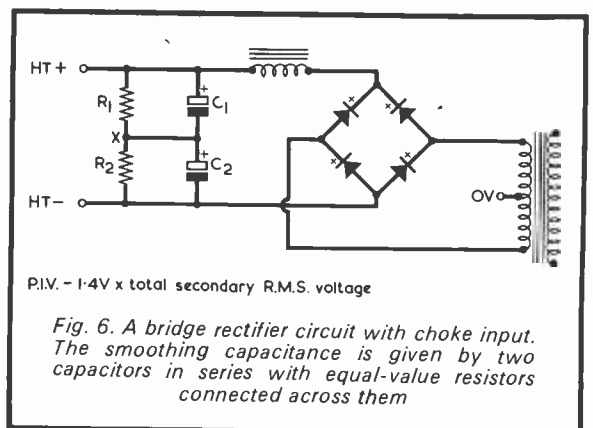 HT+
R1
C1
+
X
R2
C2
+
HT-
x
x
x
x
OV
P.I.V. - 1·4V x total secondary R.M.S. voltage
Fig. 6. A bridge rectifier circuit with choke input.
The smoothing capacitance is given by two
capacitors in series with equal-value resistors
connected across them